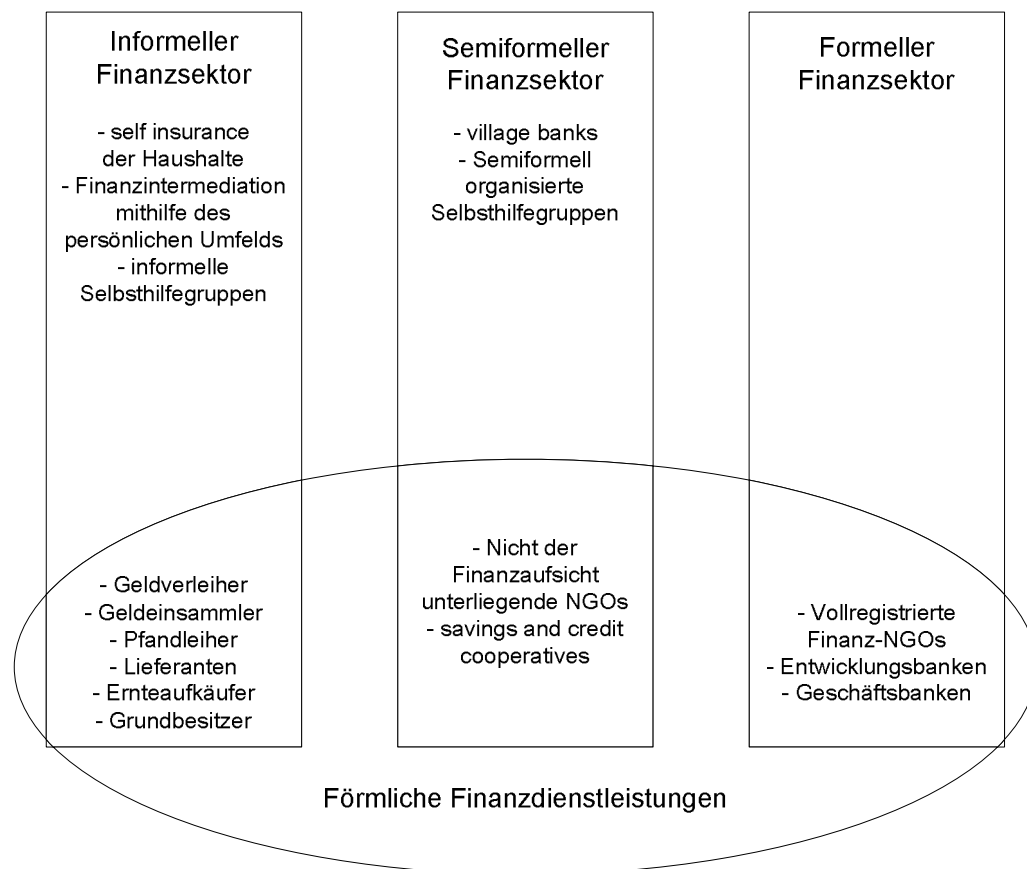 Informeller
Finanzsektor
- self insurance
der Haushalte
- Finanzintermediation
mithilfe des
persönlichen Umfelds
- informelle
Selbsthilfegruppen
- Geldverleiher
- Geldeinsammler
- Pfandleiher
- Lieferanten
- Ernteaufkäufer
- Grundbesitzer
Semiformeller
Finanzsektor
- village banks
- Semiformell
organisierte
Selbsthilfegruppen
- Nicht der
Finanzaufsicht
unterliegende NGOs
- savings and credit
cooperatives
Formeller
Finanzsektor
- Vollregistrierte
Finanz-NGOs
- Entwicklungsbanken
- Geschäftsbanken
Förmliche Finanzdienstleistungen